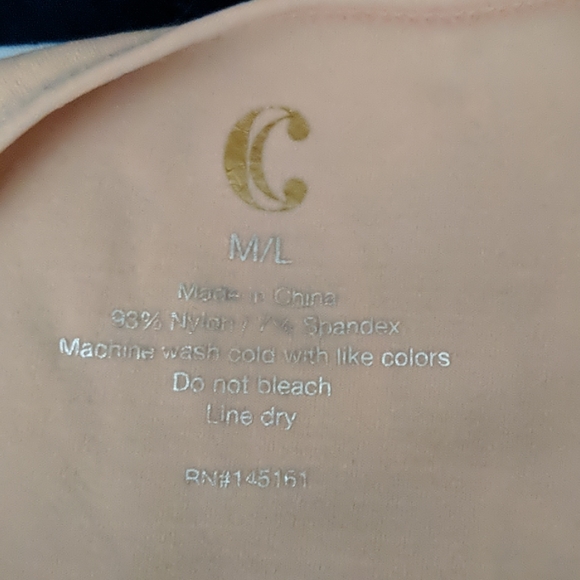 C
M/L
Made in China
93% Nylon / 7% Spandex
Machine wash cold with like colors
Do not bleach
Line dry
RN#145161